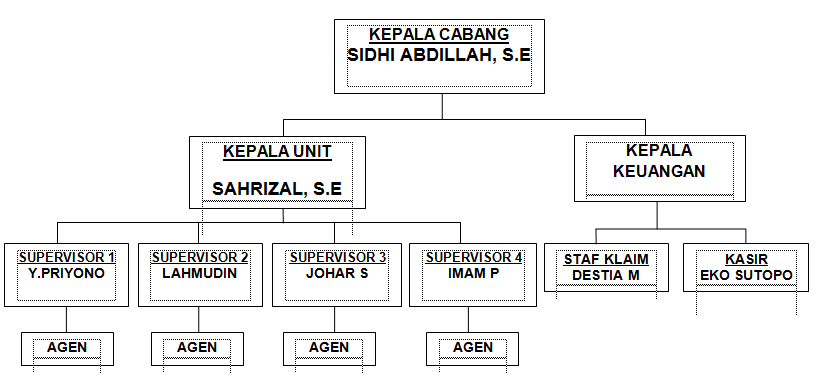 KEPALA CABANG
SIDHI ABDILLAH, S.E
KEPALA UNIT
SAHRIZAL, S.E
KEPALA
KEUANGAN
SUPERVISOR 1
Y.PRIYONO
SUPERVISOR 2
LAHMUDIN
SUPERVISOR 3
JOHAR S
SUPERVISOR 4
IMAM P
STAF KLAIM
DESTIA M
KASIR
EKO SUTOPO
AGEN
AGEN
AGEN
AGEN